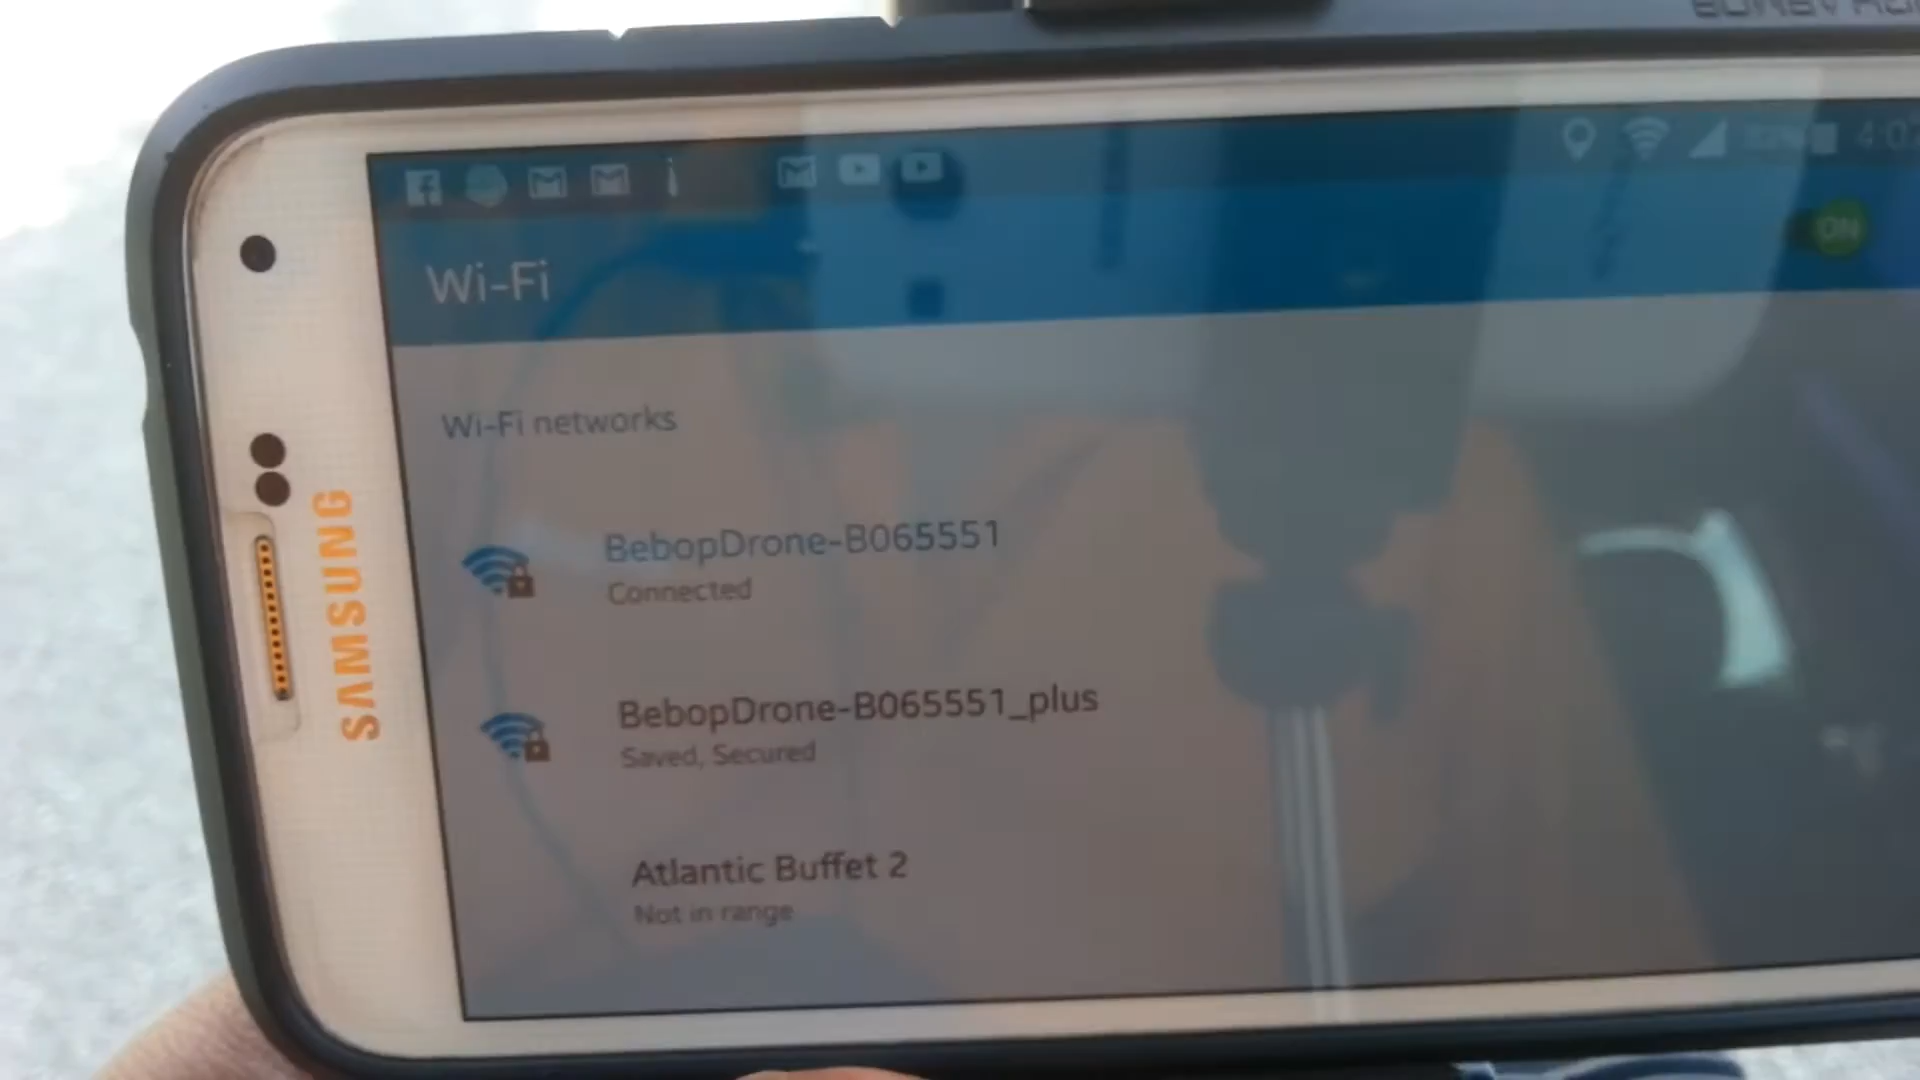 ON
Wi-Fi
Wi-Fi networks
BebopDrone-B065551
Connected
BebopDrone-B065551_plus
Saved, Secured
Atlantic Buffet 2
Not in range
SAMSUNG